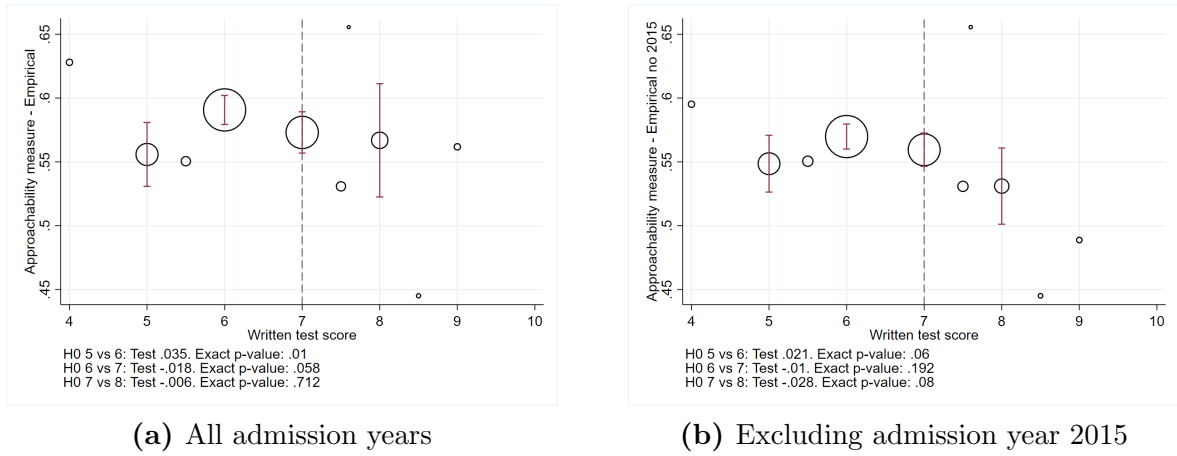 Approachability measure - Empirical
.65
.6
.55
.5
.45
4 5 6 7 8 9 10
Written test score
H0 5 vs 6: Test .035. Exact p-value: .01
H0 6 vs 7: Test -.018. Exact p-value: .058
H0 7 vs 8: Test -.006. Exact p-value: .712
(a) All admission years
Approachability measure - Empirical no 2015
.65
.6
.55
.5
.45
4 5 6 7 8 9 10
Written test score
H0 5 vs 6: Test .021. Exact p-value: .06
H0 6 vs 7: Test -.01. Exact p-value: .192
H0 7 vs 8: Test -.028. Exact p-value: .08
(b) Excluding admission year 2015